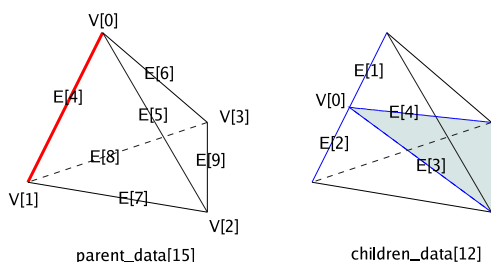 V[0]
E[6]
E[4]
E[5]
V[3]
E[8]
E[9]
V[1]
E[7]
V[2]
parent_data[15]
E[1]
V[0]
E[4]
E[2]
E[3]
children_data[12]